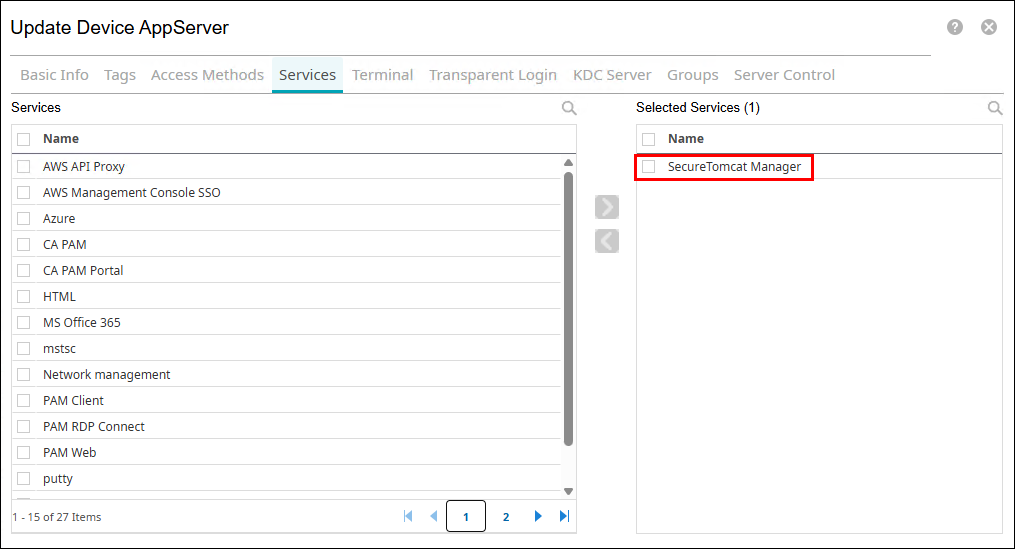 Update Device AppServer
Basic Info Tags Access Methods Services Terminal Transparent Login KDC Server Groups Server Control
Services
Name
AWS API Proxy
AWS Management Console SSO
Azure
CA PAM
CA PAM Portal
HTML
MS Office 365
mstsc
Network management
PAM Client
PAM RDP Connect
PAM Web
putty
1 - 15 of 27 Items 1 2
Selected Services (1)
Name
SecureTomcat Manager